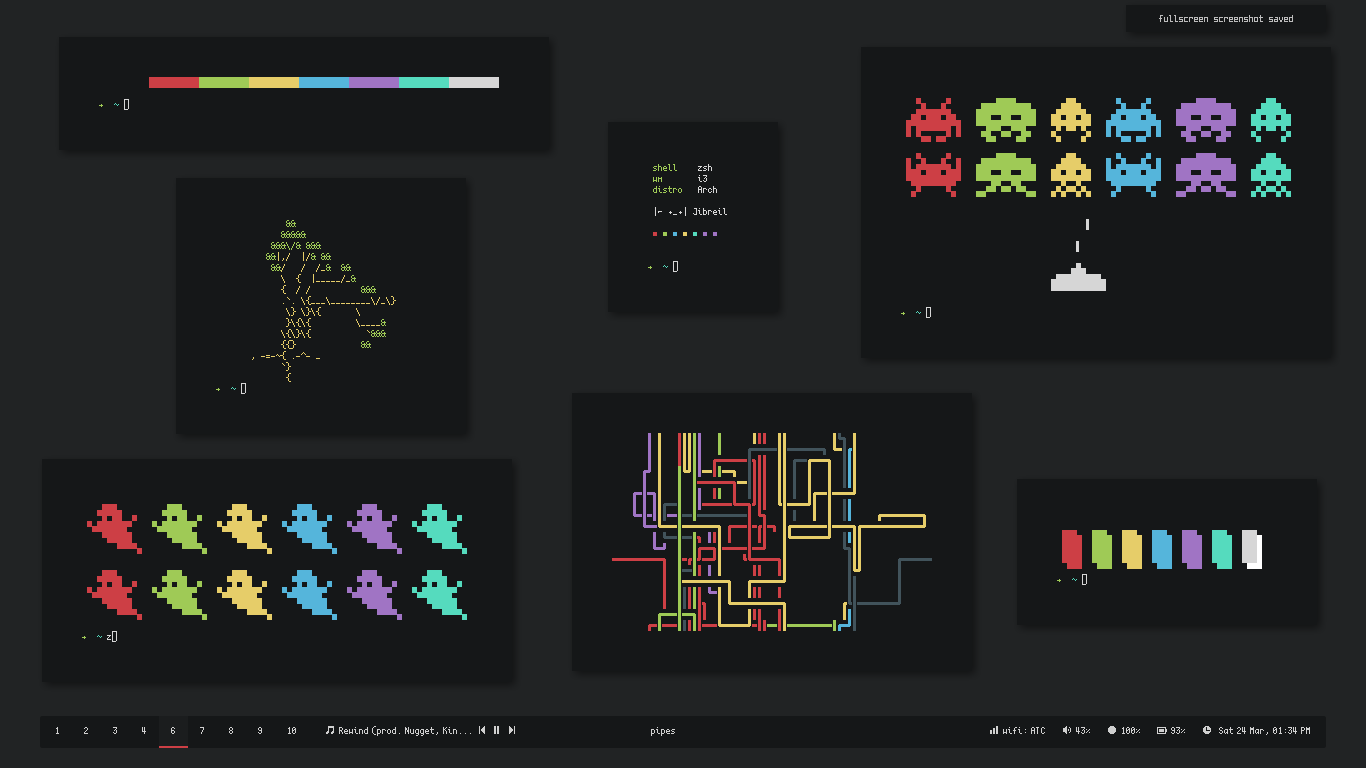 fullscreen screenshot saved
~
shell zsh
wm i3
distro Arch
Jibreil
~
~
~
~ z
~
1 2 3 4 6 7 8 9 10 Rewind (prod. Nugget, Kin... pipes wifi: ATC 43% 100% 93% Sat 24 Mar, 01:34 PM